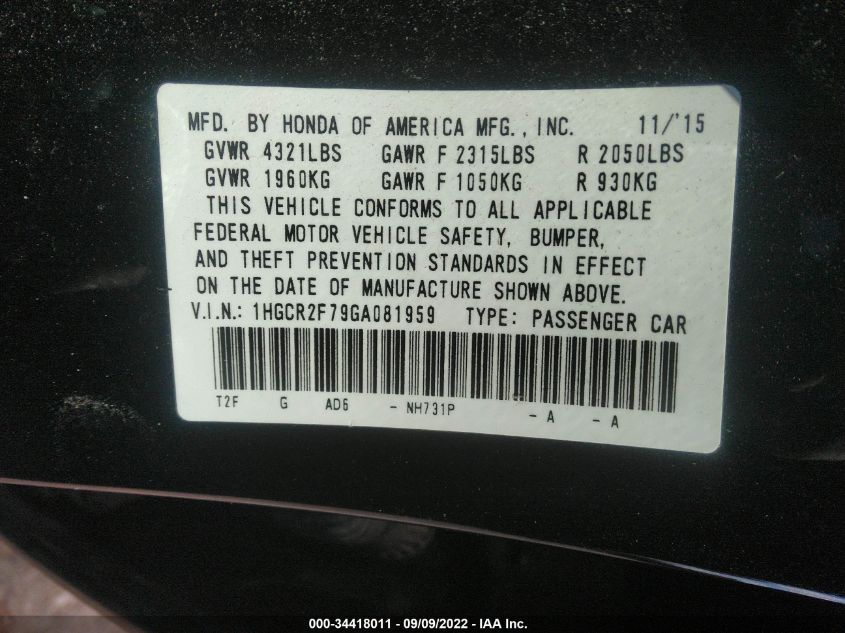 MFD. BY HONDA OF AMERICA MFG., INC. 11/'15
GVWR 4321LBS GAWR F 2315LBS R 2050LBS
GVWR 1960KG GAWR F 1050KG R 930KG
THIS VEHICLE CONFORMS TO ALL APPLICABLE
FEDERAL MOTOR VEHICLE SAFETY, BUMPER,
AND THEFT PREVENTION STANDARDS IN EFFECT
ON THE DATE OF MANUFACTURE SHOWN ABOVE.
V.I.N.: 1HGCR2F79GA081959 TYPE: PASSENGER CAR
T2F G AD6 - NH731P - A - A
000-34418011 - 09/09/2022 - IAA Inc.